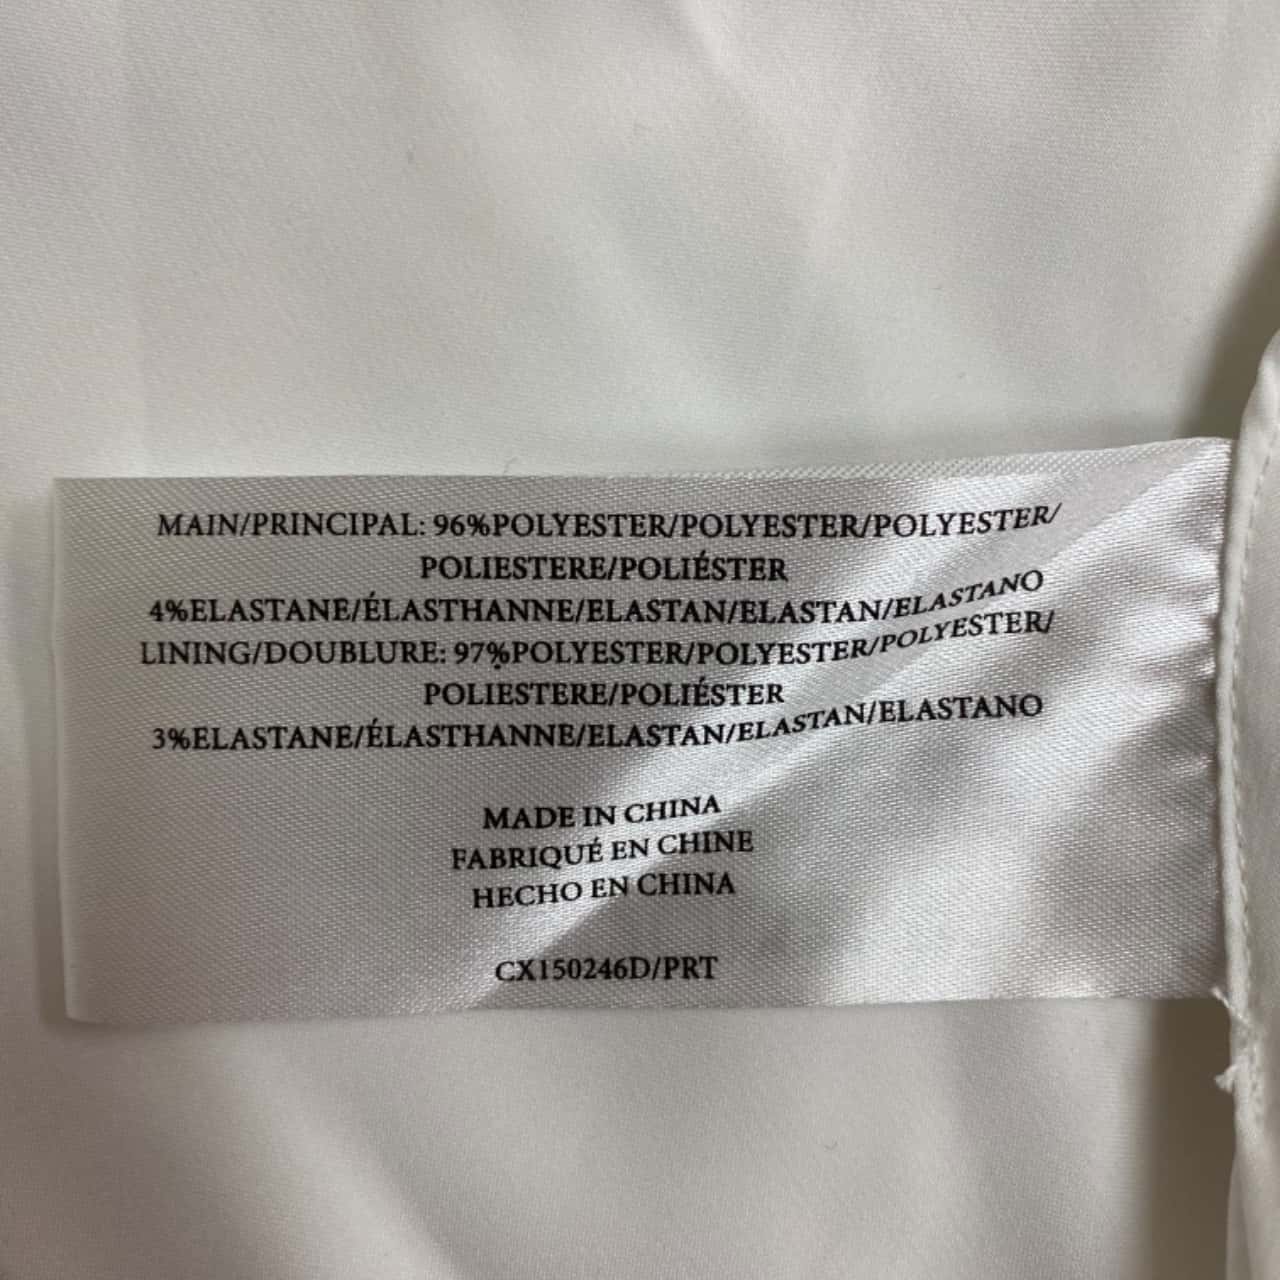 MAIN/PRINCIPAL: 96%POLYESTER/POLYESTER/POLYESTER/
POLIESTERE/POLIÉSTER
4%ELASTANE/ÉLASTHANNE/ELASTAN/ELASTAN/ELASTANO
LINING/DOUBLURE: 97%POLYESTER/POLYESTER/POLYESTER/
POLIESTERE/POLIÉSTER
3%ELASTANE/ÉLASTHANNE/ELASTAN/ELASTAN/ELASTANO
MADE IN CHINA
FABRIQUÉ EN CHINE
HECHO EN CHINA
CX150246D/PRT